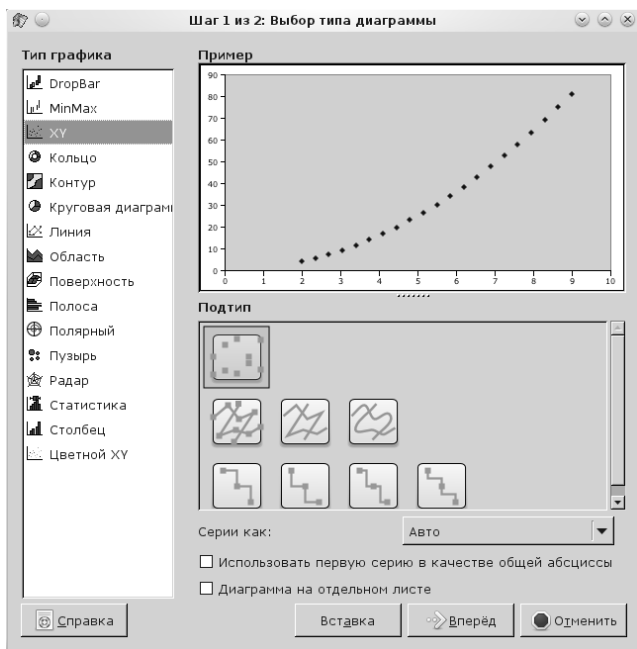 Шаг 1 из 2: Выбор типа диаграммы
Тип графика
DropBar
MinMax
XY
Кольцо
Контур
Круговая диаграмм
Линия
Область
Поверхность
Полоса
Полярный
Пузырь
Радар
Статистика
Столбец
Цветной XY
Пример
90
80
70
60
50
40
30
20
10
0
0 1 2 3 4 5 6 7 8 9 10
Подтип
Серии как: Авто
Использовать первую серию в качестве общей абсциссы
Диаграмма на отдельном листе
Справка Вставка Вперёд Отменить